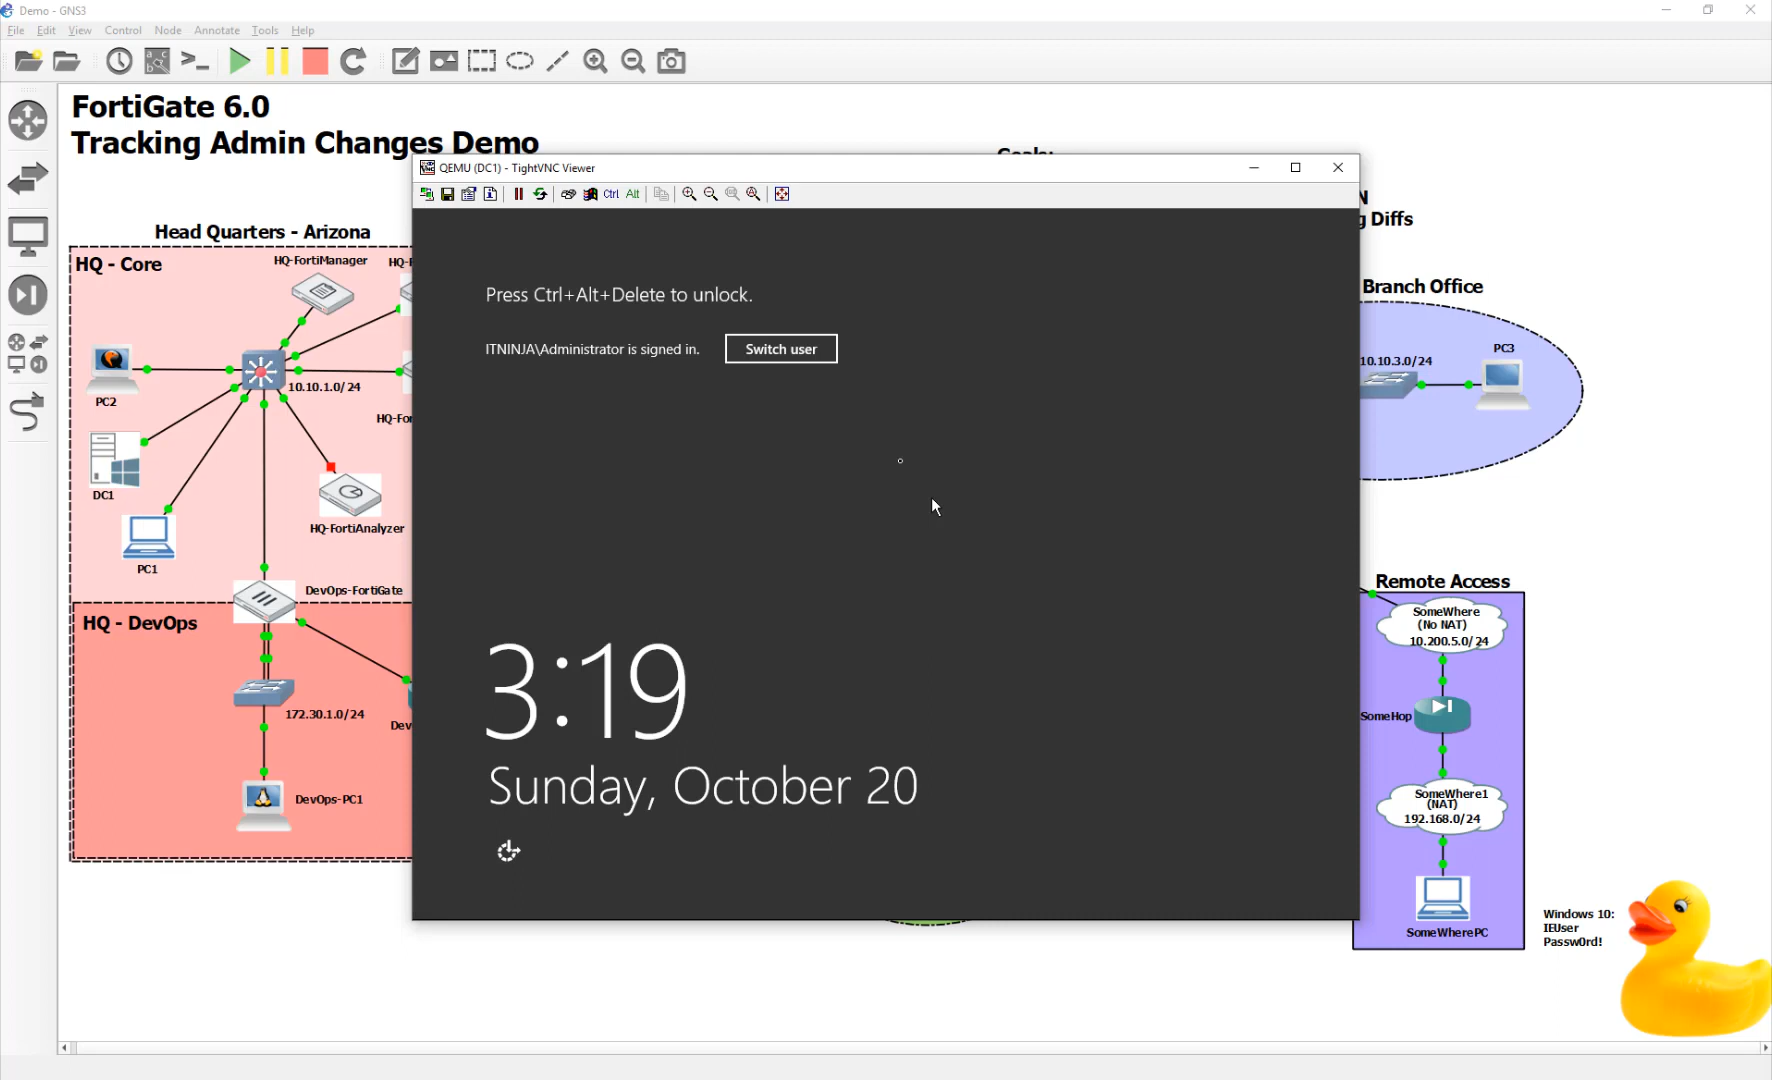 Demo - GNS3
File Edit View Control Node Annotate Tools Help
FortiGate 6.0
Tracking Admin Changes Demo
Goals:
QEMU (DC1) - TightVNC Viewer
Ctrl Alt
N
g Diffs
Head Quarters - Arizona
HQ - Core
HQ-FortiManager
HQ-F
PC2
10.10.1.0/24
HQ-For
DC1
HQ-FortiAnalyzer
PC1
DevOps-FortiGate
HQ - DevOps
172.30.1.0/24
Dev
DevOps-PC1
Press Ctrl+Alt+Delete to unlock.
ITNINJA\Administrator is signed in.
Switch user
3:19
Sunday, October 20
Branch Office
PC3
10.10.3.0/24
Remote Access
SomeWhere
(No NAT)
10.200.5.0/24
SomeHop
SomeWhere1
(NAT)
192.168.0/24
SomeWherePC
Windows 10:
IEUser
Passw0rd!